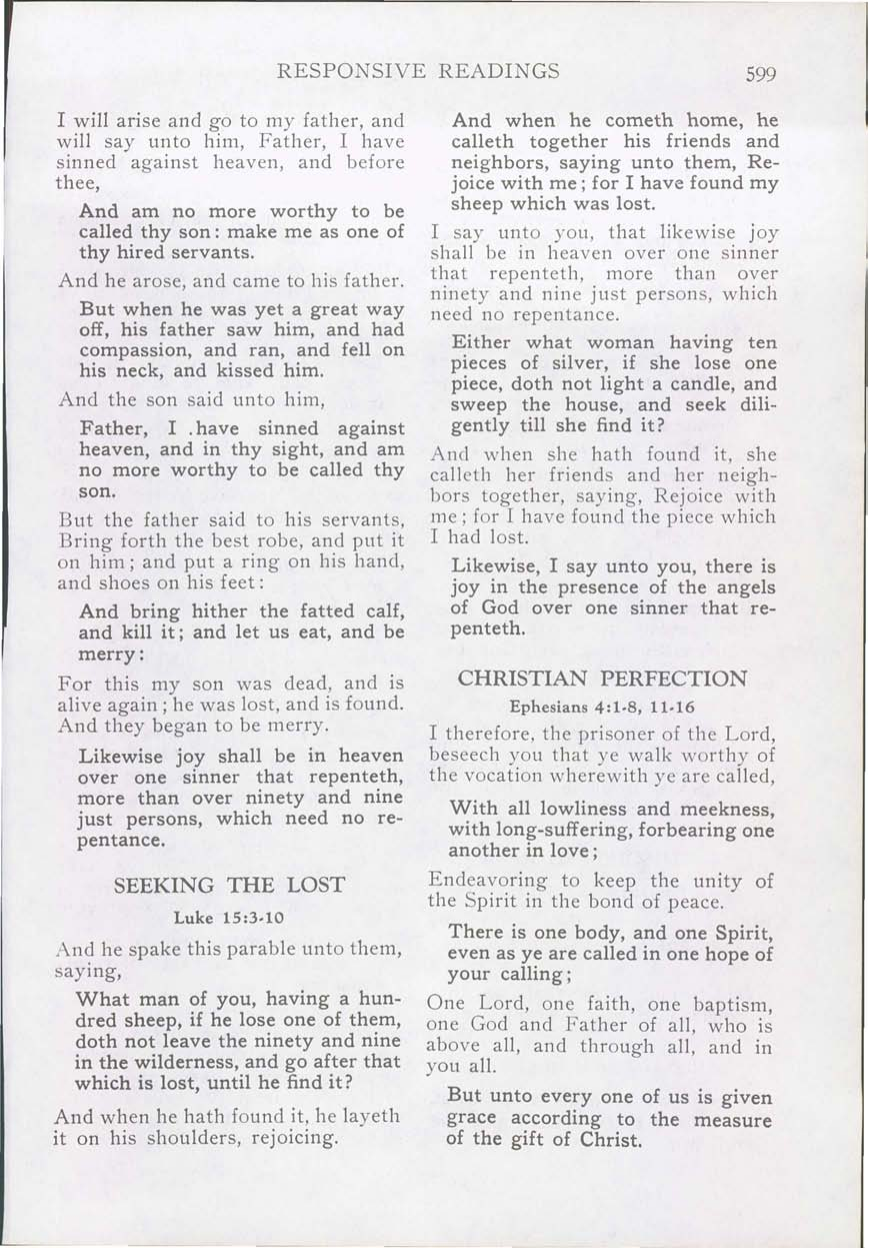 RESPONSIVE READINGS 599
I will arise and go to my father, and
will say unto him, Father, I have
sinned against heaven, and before
thee,
And am no more worthy to be
called thy son: make me as one of
thy hired servants.
And he arose, and came to his father.
But when he was yet a great way
off, his father saw him, and had
compassion, and ran, and fell on
his neck, and kissed him.
And the son said unto him,
Father, I .have sinned against
heaven, and in thy sight, and am
no more worthy to be called thy
son.
But the father said to his servants,
Bring forth the best robe, and put it
on him; and put a ring on his hand,
and shoes on his feet:
And bring hither the fatted calf,
and kill it; and let us eat, and be
merry:
For this my son was dead, and is
alive again; he was lost, and is found.
And they began to be merry.
Likewise joy shall be in heaven
over one sinner that repenteth,
more than over ninety and nine
just persons, which need no re-
pentance.
SEEKING THE LOST
Luke 15:3-10
And he spake this parable unto them,
saying,
What man of you, having a hun-
dred sheep, if he lose one of them,
doth not leave the ninety and nine
in the wilderness, and go after that
which is lost, until he find it?
And when he hath found it, he layeth
it on his shoulders, rejoicing.
And when he cometh home, he
calleth together his friends and
neighbors, saying unto them, Re-
joice with me; for I have found my
sheep which was lost.
I say unto you, that likewise joy
shall be in heaven over one sinner
that repenteth, more than over
ninety and nine just persons, which
need no repentance.
Either what woman having ten
pieces of silver, if she lose one
piece, doth not light a candle, and
sweep the house, and seek dili-
gently till she find it?
And when she hath found it, she
calleth her friends and her neigh-
bors together, saying, Rejoice with
me; for I have found the piece which
I had lost.
Likewise, I say unto you, there is
joy in the presence of the angels
of God over one sinner that re-
penteth.
CHRISTIAN PERFECTION
Ephesians 4:1-8, 11-16
I therefore, the prisoner of the Lord,
beseech you that ye walk worthy of
the vocation wherewith ye are called,
With all lowliness and meekness,
with long-suffering, forbearing one
another in love;
Endeavoring to keep the unity of
the Spirit in the bond of peace.
There is one body, and one Spirit,
even as ye are called in one hope of
your calling;
One Lord, one faith, one baptism,
one God and Father of all, who is
above all, and through all, and in
you all.
But unto every one of us is given
grace according to the measure
of the gift of Christ.